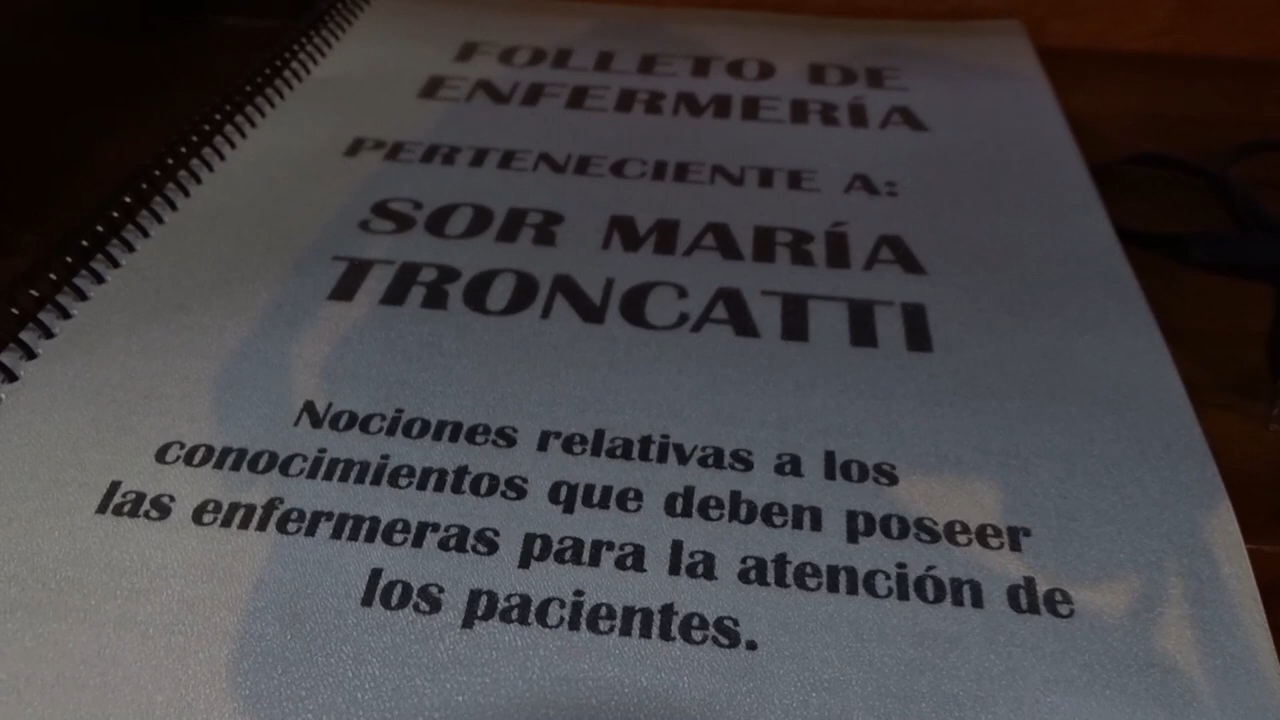 FOLLETO DE
ENFERMERÍA
PERTENECIENTE A:
SOR MARÍA
TRONCATTI
Nociones relativas a los
conocimientos que deben poseer
las enfermeras para la atención de
los pacientes.